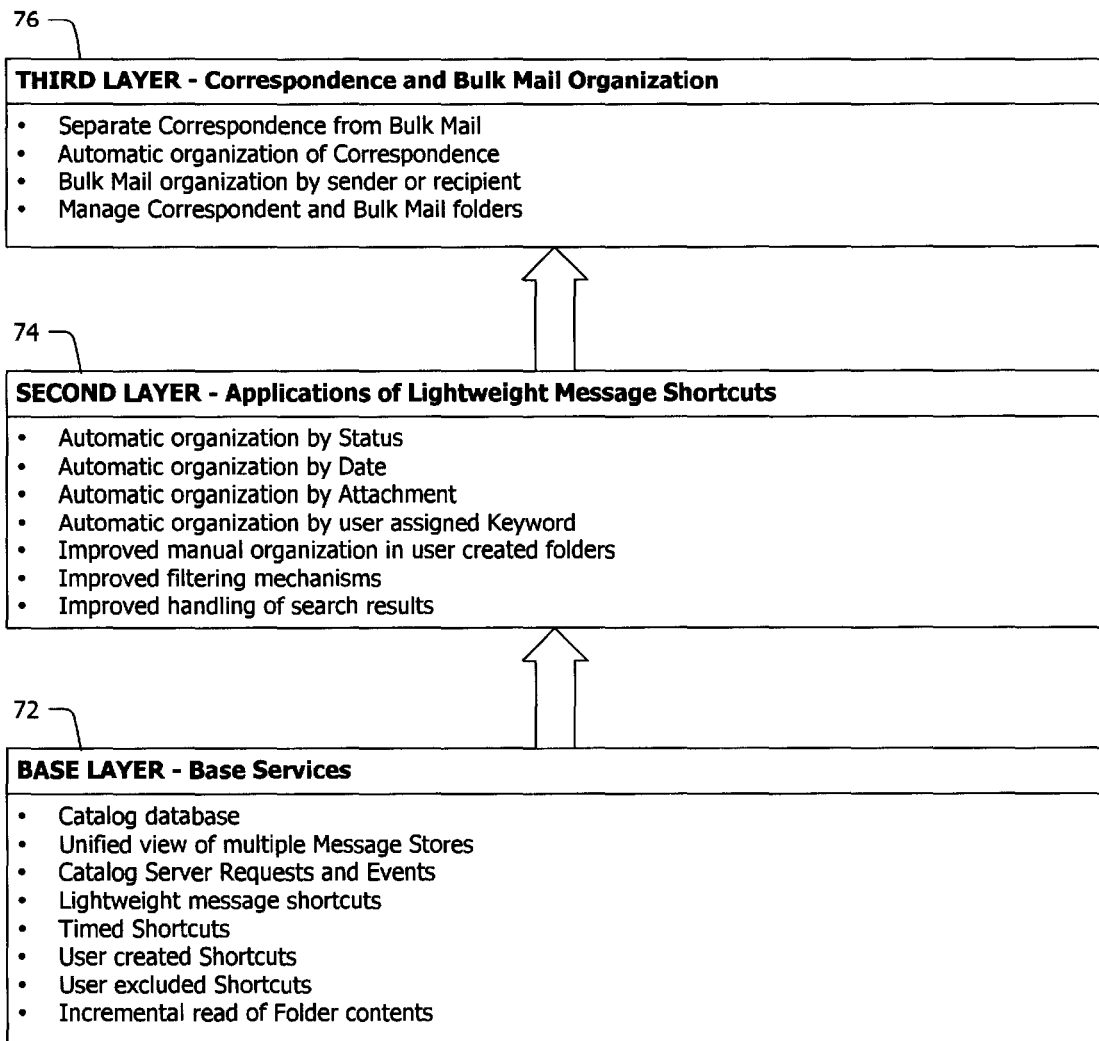 76
THIRD LAYER - Correspondence and Bulk Mail Organization
• Separate Correspondence from Bulk Mail
• Automatic organization of Correspondence
• Bulk Mail organization by sender or recipient
• Manage Correspondent and Bulk Mail folders
74
SECOND LAYER - Applications of Lightweight Message Shortcuts
• Automatic organization by Status
• Automatic organization by Date
• Automatic organization by Attachment
• Automatic organization by user assigned Keyword
• Improved manual organization in user created folders
• Improved filtering mechanisms
• Improved handling of search results
72
BASE LAYER - Base Services
• Catalog database
• Unified view of multiple Message Stores
• Catalog Server Requests and Events
• Lightweight message shortcuts
• Timed Shortcuts
• User created Shortcuts
• User excluded Shortcuts
• Incremental read of Folder contents